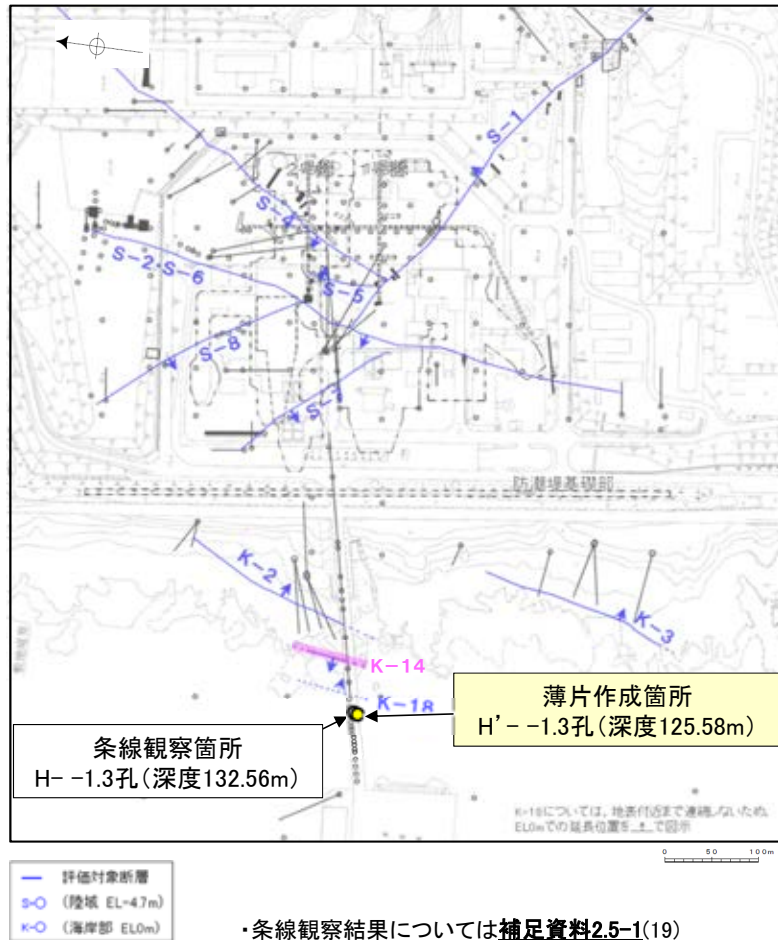 S-1
2号機
1号機
S-4
S-2・S-6
S-5
S-8
S-7
防潮堤基礎部
K-2
K-3
K-14
K-18
薄片作成箇所
H'- -1.3孔(深度125.58m)
条線観察箇所
H- -1.3孔(深度132.56m)
K-18については,地表付近まで連続しないため,
EL0mでの延長位置を で図示
0 50 100m
評価対象断層
S-○ (陸域 EL-4.7m)
K-○ (海岸部 EL0m)
・条線観察結果については補足資料2.5-1(19)